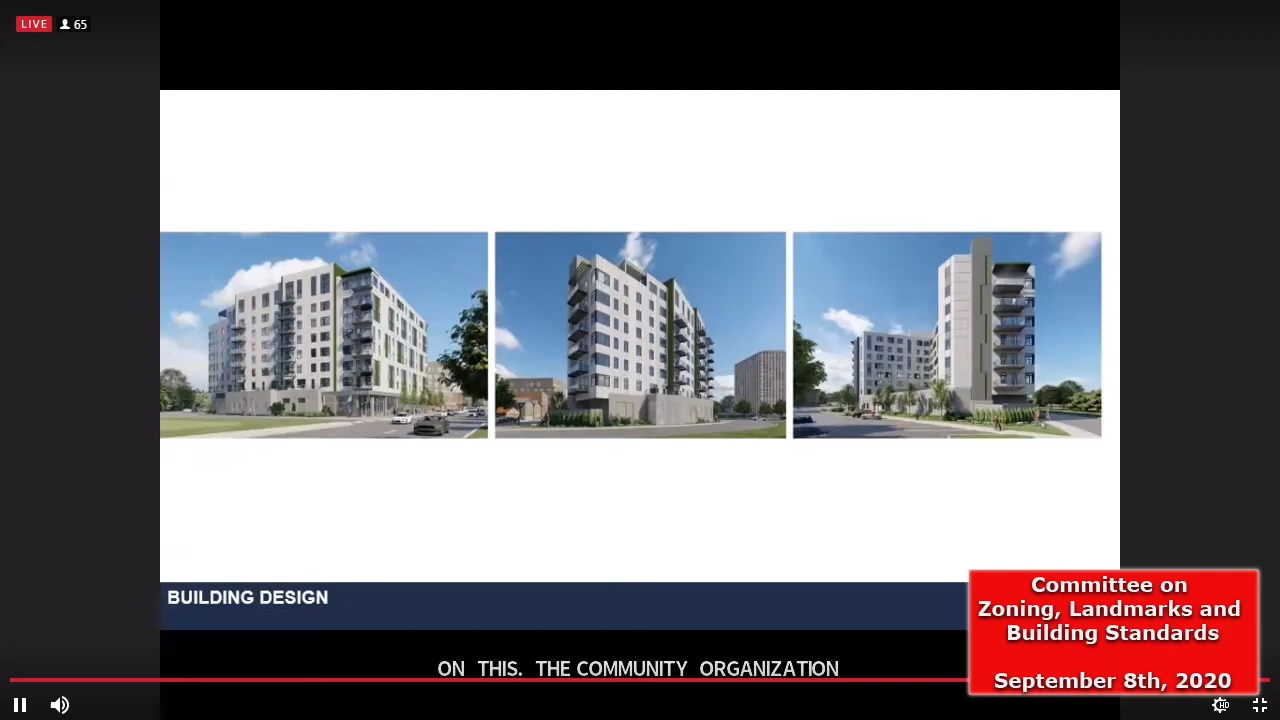 LIVE 65
BUILDING DESIGN
Committee on
Zoning, Landmarks and
Building Standards
September 8th, 2020
ON THIS. THE COMMUNITY ORGANIZATION
HD